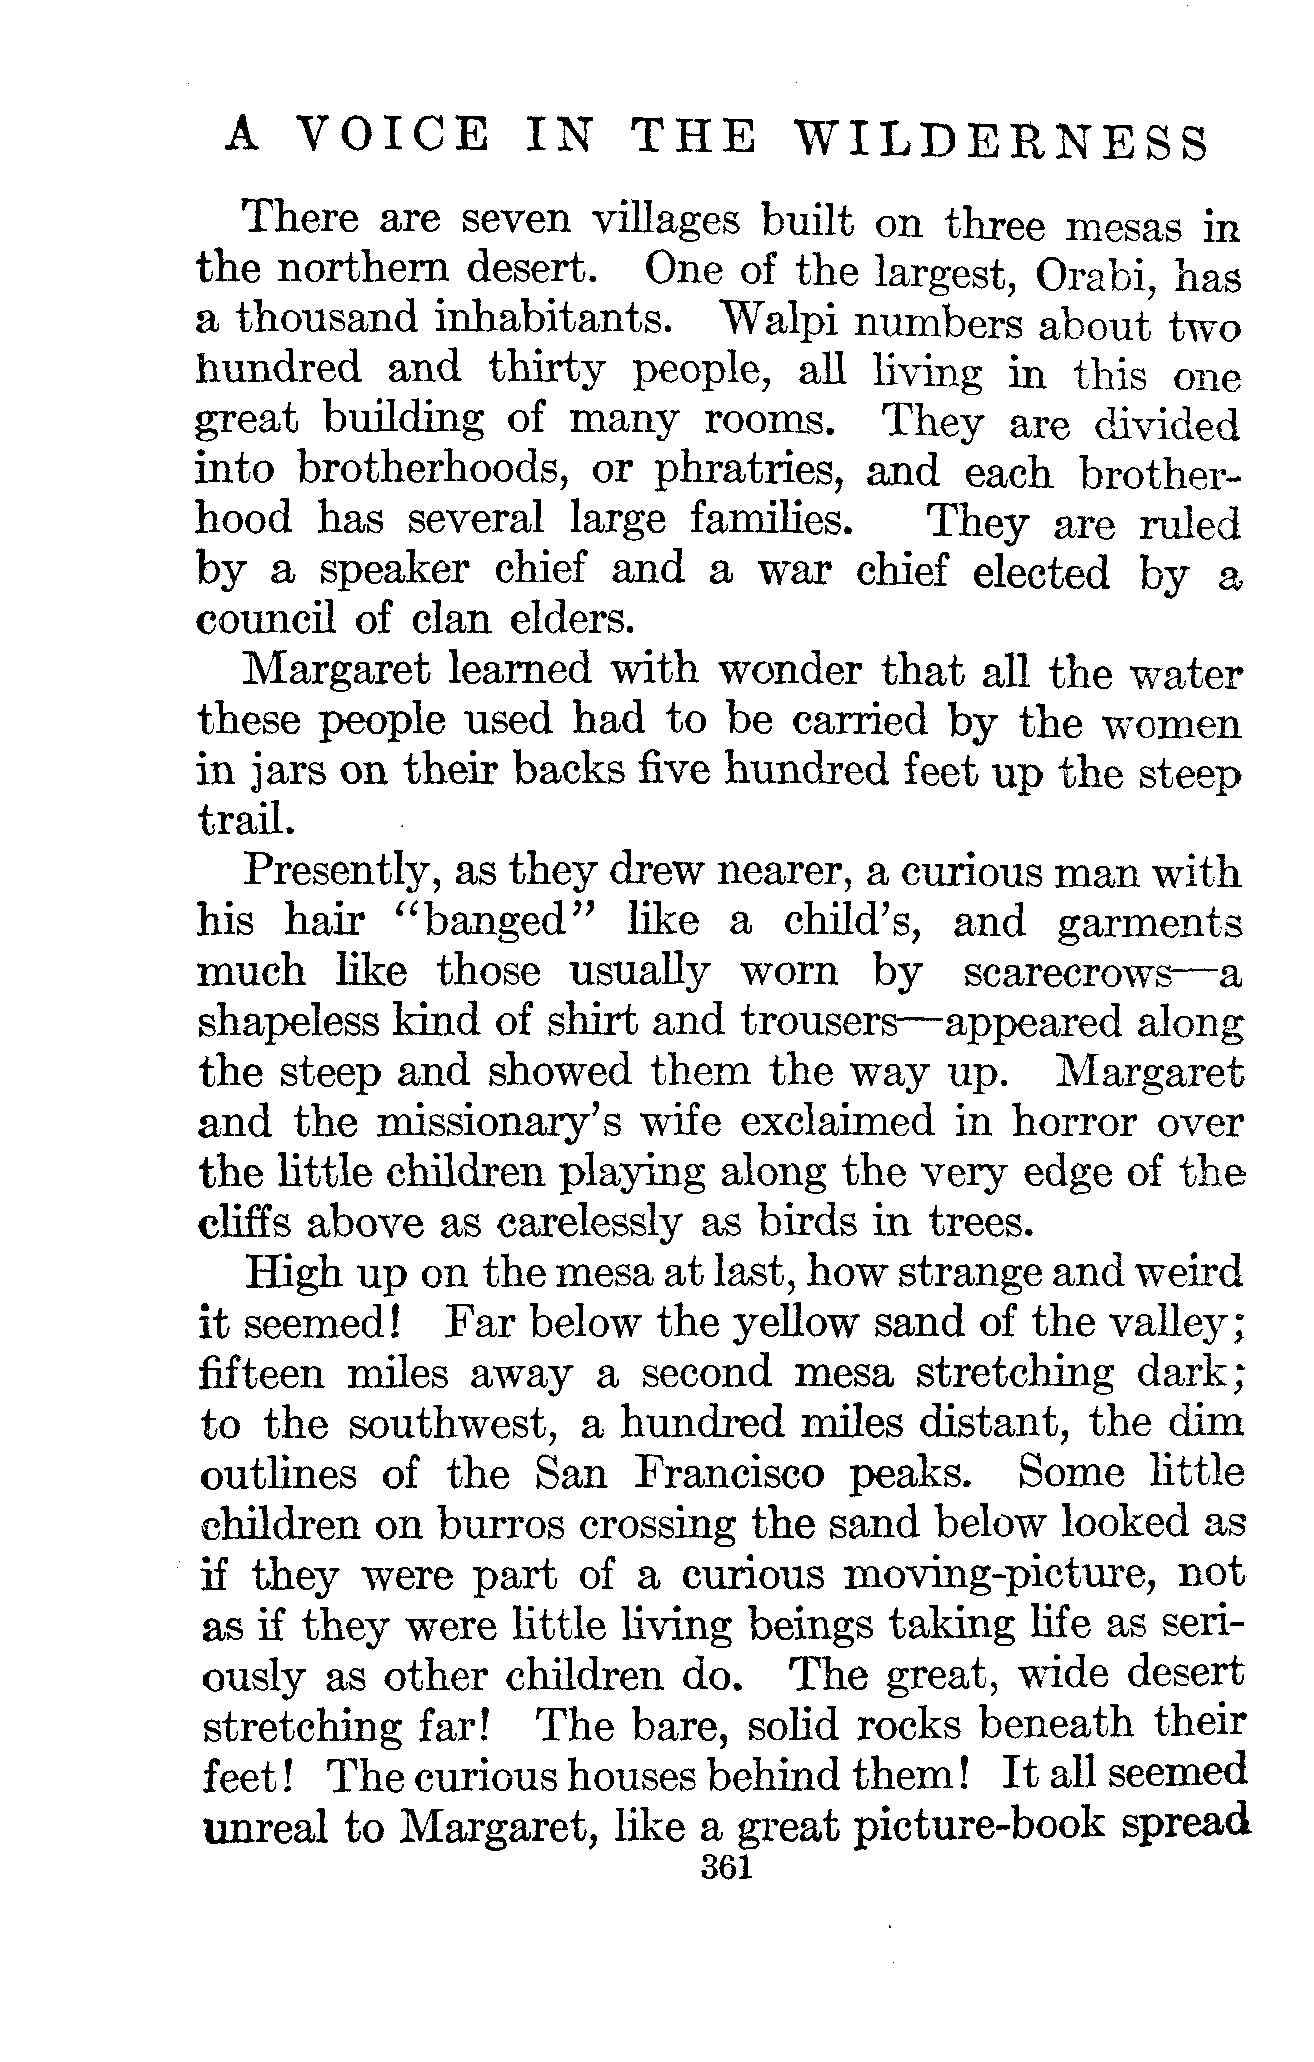 A VOICE IN THE WILDERNESS
There are seven villages built on three mesas in
the northern desert. One of the largest, Orabi, has
a thousand inhabitants. Walpi numbers about two
hundred and thirty people, all living in this one
great building of many rooms. They are divided
into brotherhoods, or phratries, and each brother-
hood has several large families. They are ruled
by a speaker chief and a war chief elected by a
council of clan elders.
Margaret learned with wonder that all the water
these people used had to be carried by the women
in jars on their backs five hundred feet up the steep
trail.
Presently, as they drew nearer, a curious man with
his hair “banged” like a child's, and garments
much like those usually worn by scarecrows—a
shapeless kind of shirt and trousers—appeared along
the steep and showed them the way up. Margaret
and the missionary's wife exclaimed in horror over
the little children playing along the very edge of the
cliffs above as carelessly as birds in trees.
High up on the mesa at last, how strange and weird
it seemed! Far below the yellow sand of the valley;
fifteen miles away a second mesa stretching dark;
to the southwest, a hundred miles distant, the dim
outlines of the San Francisco peaks. Some little
children on burros crossing the sand below looked as
if they were part of a curious moving-picture, not
as if they were little living beings taking life as seri-
ously as other children do. The great, wide desert
stretching far! The bare, solid rocks beneath their
feet! The curious houses behind them! It all seemed
unreal to Margaret, like a great picture-book spread
361